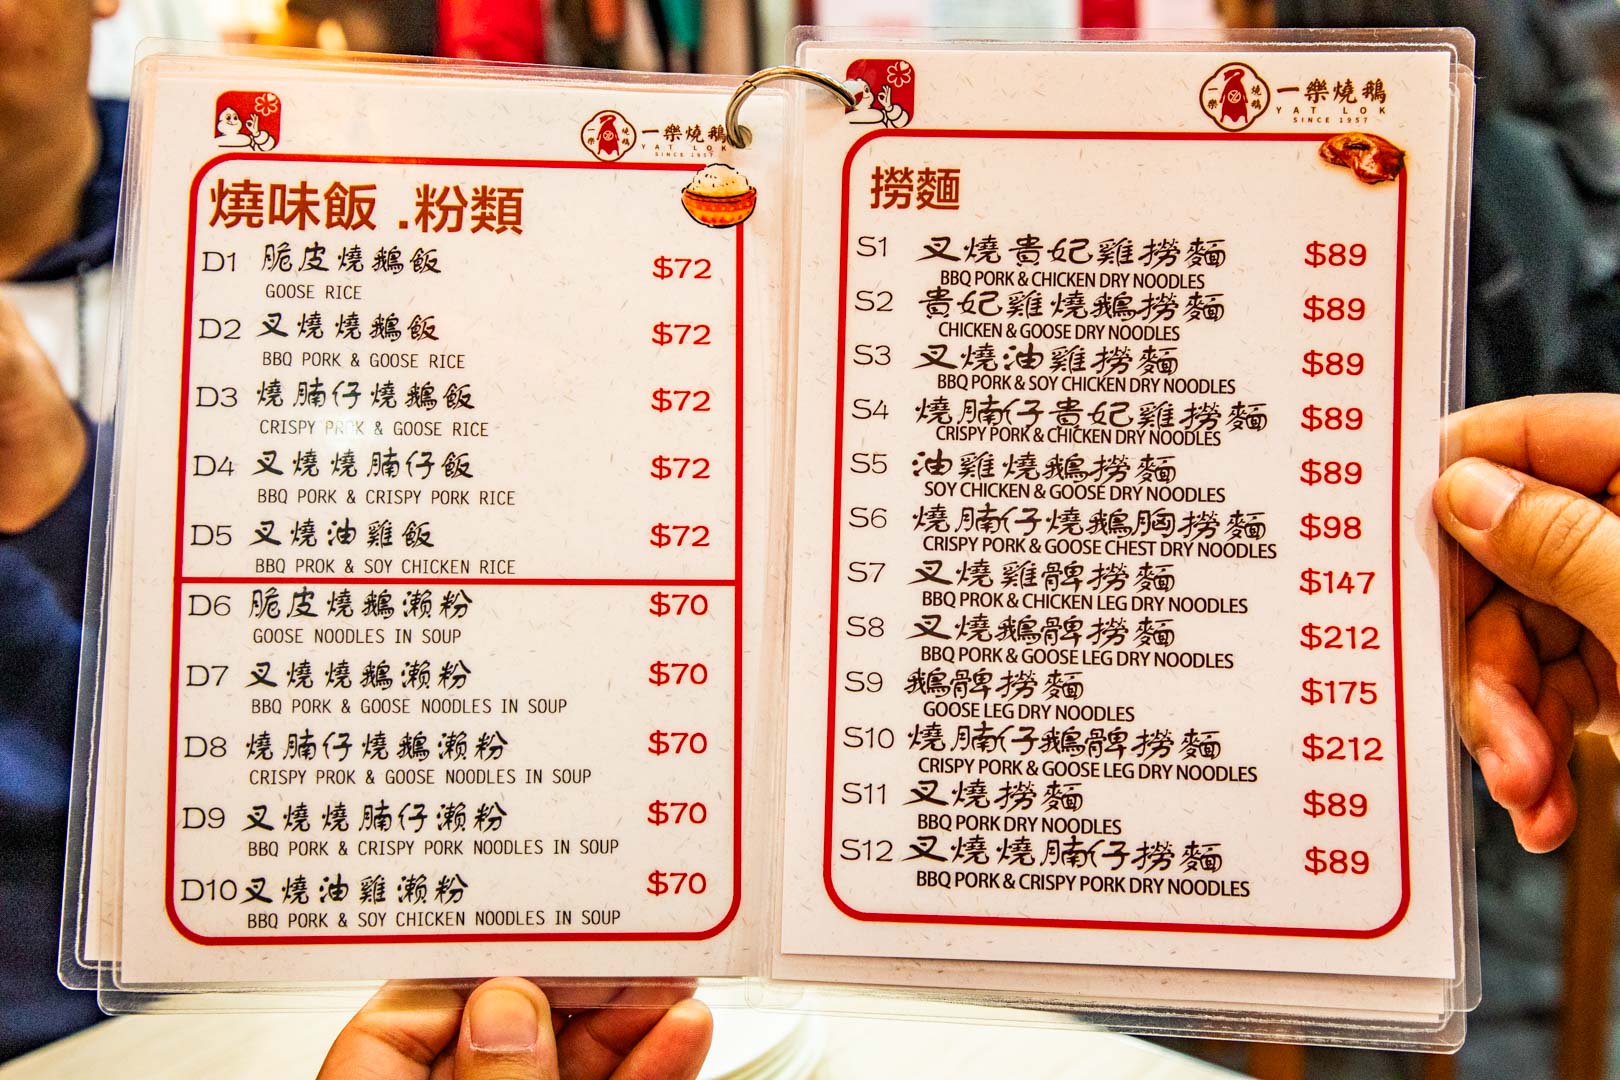 一樂燒鵝
YAT LOK
SINCE 1957
燒味飯 .粉類
D1 脆皮燒鵝飯 $72
GOOSE RICE
D2 叉燒燒鵝飯 $72
BBQ PORK & GOOSE RICE
D3 燒腩仔燒鵝飯 $72
CRISPY PROK & GOOSE RICE
D4 叉燒燒腩仔飯 $72
BBQ PORK & CRISPY PORK RICE
D5 叉燒油雞飯 $72
BBQ PROK & SOY CHICKEN RICE
D6 脆皮燒鵝瀨粉 $70
GOOSE NOODLES IN SOUP
D7 叉燒燒鵝瀨粉 $70
BBQ PORK & GOOSE NOODLES IN SOUP
D8 燒腩仔燒鵝瀨粉 $70
CRISPY PROK & GOOSE NOODLES IN SOUP
D9 叉燒燒腩仔瀨粉 $70
BBQ PORK & CRISPY PORK NOODLES IN SOUP
D10 叉燒油雞瀨粉 $70
BBQ PORK & SOY CHICKEN NOODLES IN SOUP
一樂燒鵝
YAT LOK
SINCE 1957
撈麵
S1 叉燒貴妃雞撈麵 $89
BBQ PORK & CHICKEN DRY NOODLES
S2 貴妃雞燒鵝撈麵 $89
CHICKEN & GOOSE DRY NOODLES
S3 叉燒油雞撈麵 $89
BBQ PORK & SOY CHICKEN DRY NOODLES
S4 燒腩仔貴妃雞撈麵 $89
CRISPY PORK & CHICKEN DRY NOODLES
S5 油雞燒鵝撈麵 $89
SOY CHICKEN & GOOSE DRY NOODLES
S6 燒腩仔燒鵝胸撈麵 $98
CRISPY PORK & GOOSE CHEST DRY NOODLES
S7 叉燒雞髀撈麵 $147
BBQ PROK & CHICKEN LEG DRY NOODLES
S8 叉燒鵝髀撈麵 $212
BBQ PORK & GOOSE LEG DRY NOODLES
S9 鵝髀撈麵 $175
GOOSE LEG DRY NOODLES
S10 燒腩仔鵝髀撈麵 $212
CRISPY PORK & GOOSE LEG DRY NOODLES
S11 叉燒撈麵 $89
BBQ PORK DRY NOODLES
S12 叉燒燒腩仔撈麵 $89
BBQ PORK & CRISPY PORK DRY NOODLES